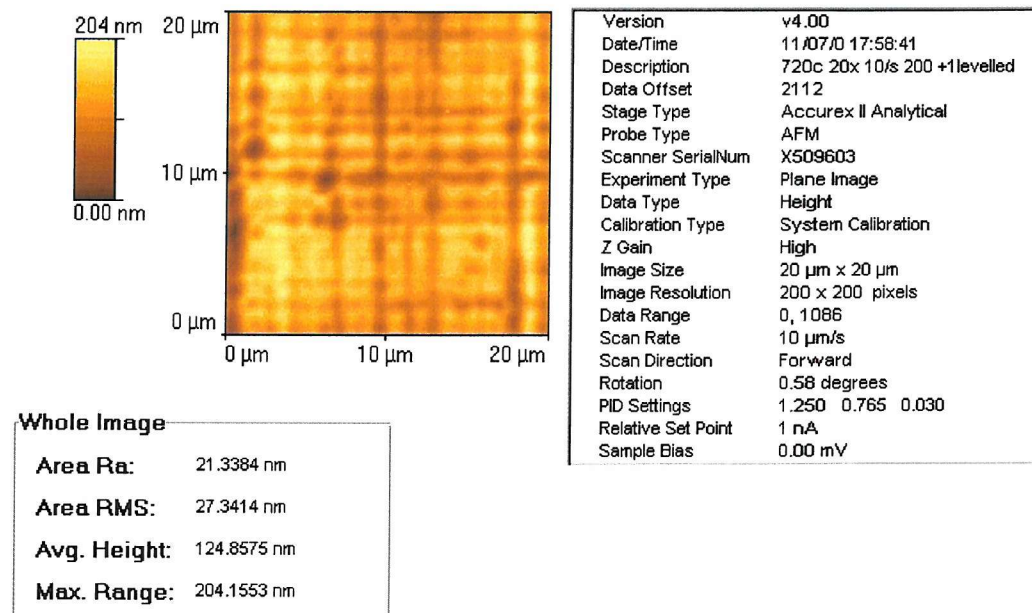 204 nm
0.00 nm
20 µm
10 µm
0 µm
0 µm
10 µm
20 µm
Version v4.00
Date/Time 11/07/0 17:58:41
Description 720c 20x 10/s 200 +1levelled
Data Offset 2112
Stage Type Accurex II Analytical
Probe Type AFM
Scanner SerialNum X509603
Experiment Type Plane Image
Data Type Height
Calibration Type System Calibration
Z Gain High
Image Size 20 µm x 20 µm
Image Resolution 200 x 200 pixels
Data Range 0, 1086
Scan Rate 10 µm/s
Scan Direction Forward
Rotation 0.58 degrees
PID Settings 1.250 0.765 0.030
Relative Set Point 1 nA
Sample Bias 0.00 mV
Whole Image
Area Ra: 21.3384 nm
Area RMS: 27.3414 nm
Avg. Height: 124.8575 nm
Max. Range: 204.1553 nm